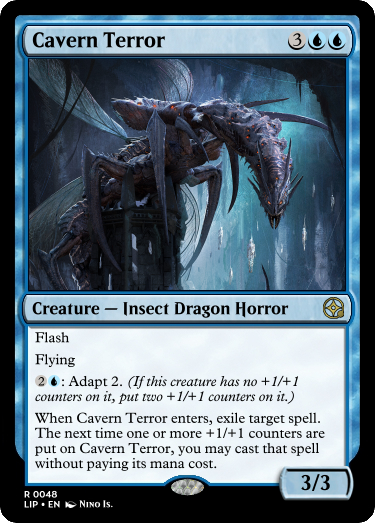 Cavern Terror 3UU
Creature — Insect Dragon Horror
Flash
Flying
2U: Adapt 2. (If this creature has no +1/+1
counters on it, put two +1/+1 counters on it.)
When Cavern Terror enters, exile target spell.
The next time one or more +1/+1 counters are
put on Cavern Terror, you may cast that spell
without paying its mana cost.
3/3
R 0048
LIP • EN Nino Is.